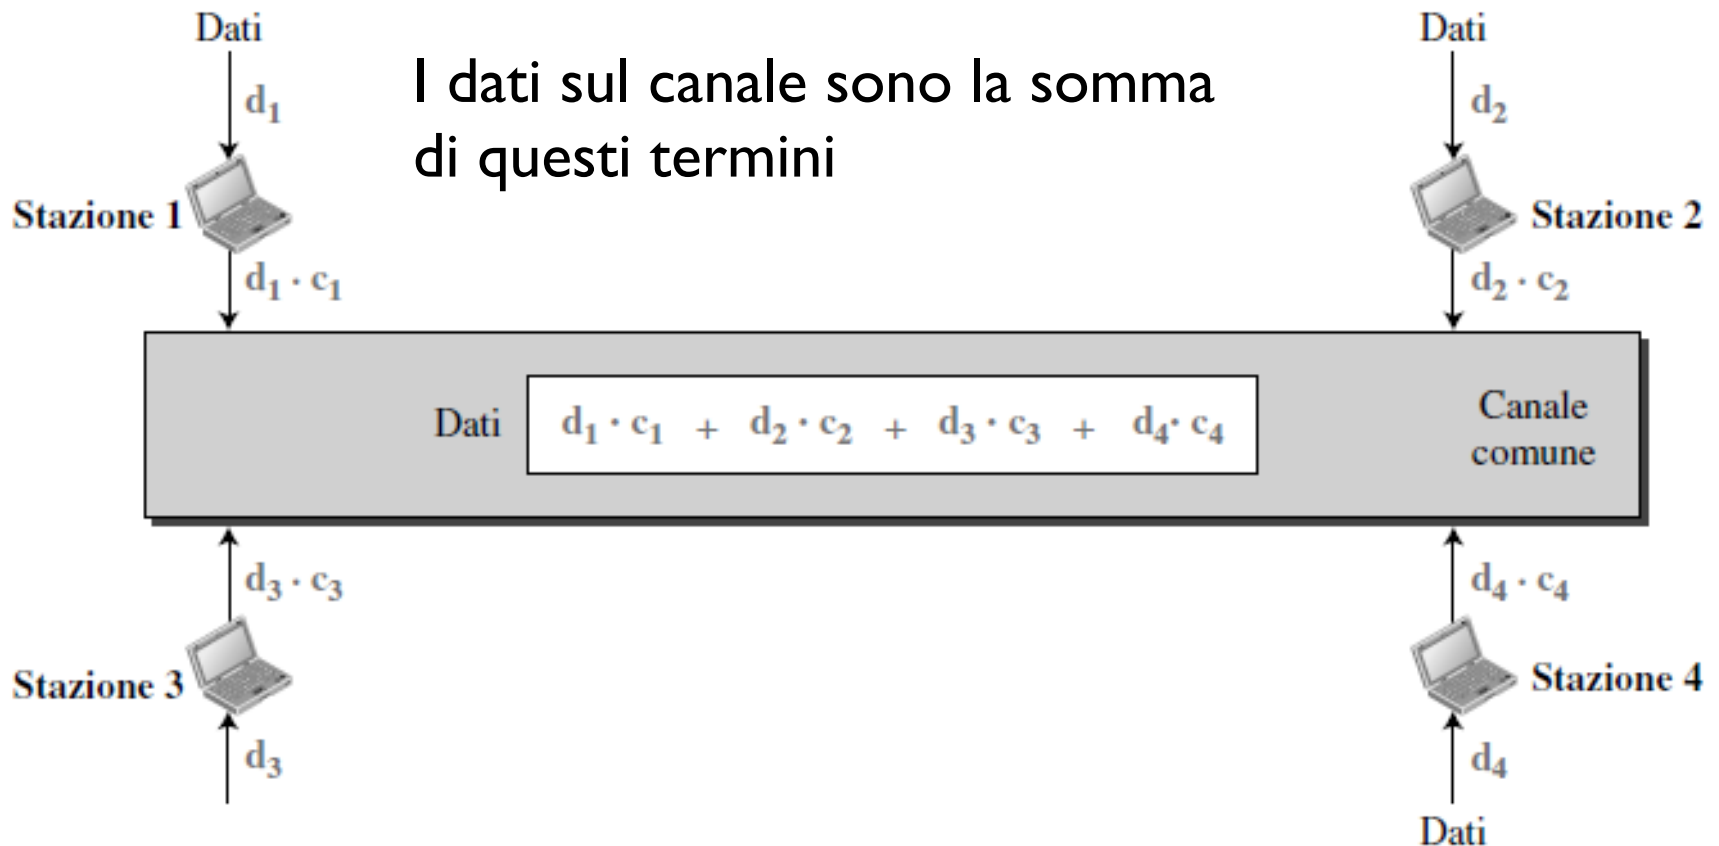 Dati
Dati
I dati sul canale sono la somma
di questi termini
d₁
d₂
Stazione 1
Stazione 2
d₁ · c₁
d₂ · c₂
Dati
d₁ · c₁ + d₂ · c₂ + d₃ · c₃ + d₄· c₄
Canale
comune
d₃ · c₃
d₄ · c₄
Stazione 3
Stazione 4
d₃
d₄
Dati